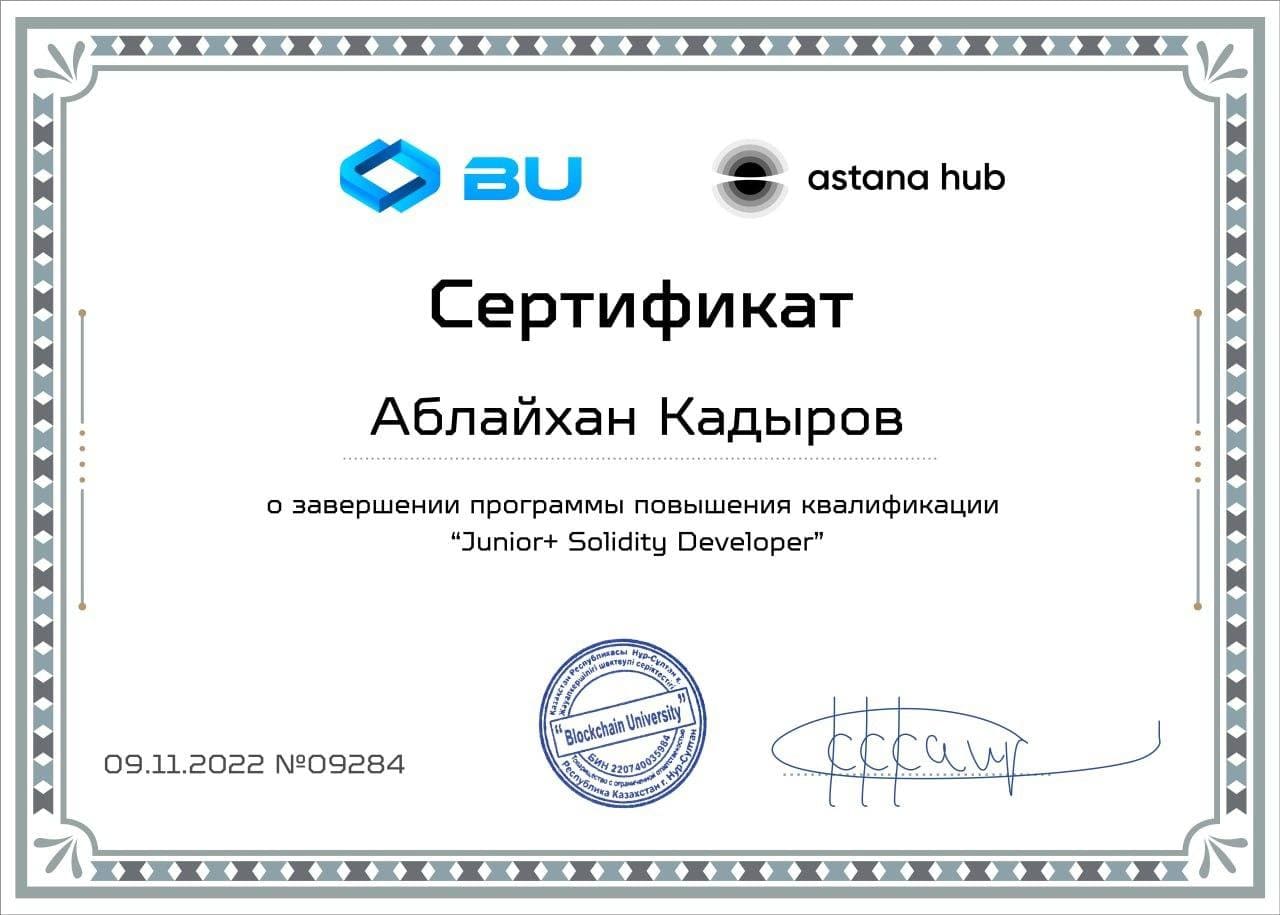 BU
astana hub
Сертификат
Аблайхан Кадыров
о завершении программы повышения квалификации
“Junior+ Solidity Developer”
Қазақстан Республикасы Нұр-Сұлтан қ.
Жауапкершілігі шектеулі серіктестігі
“Blockchain University”
БИН 220740035984
Товарищество с ограниченной ответственностью
Республика Казахстан г. Нур-Султан
09.11.2022 №09284